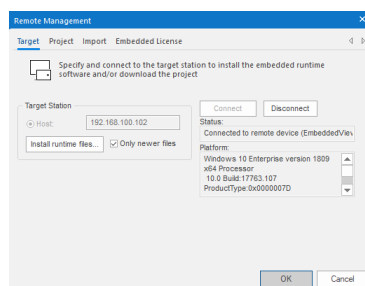 Remote Management
Target Project Import Embedded License
Specify and connect to the target station to install the embedded runtime
software and/or download the project
Target Station
Host: 192.168.100.102
Install runtime files... Only newer files
Connect Disconnect
Status:
Connected to remote device (EmbeddedView
Platform:
Windows 10 Enterprise version 1809
x64 Processor
10.0 Build:17763.107
ProductType:0x0000007D
OK Cancel